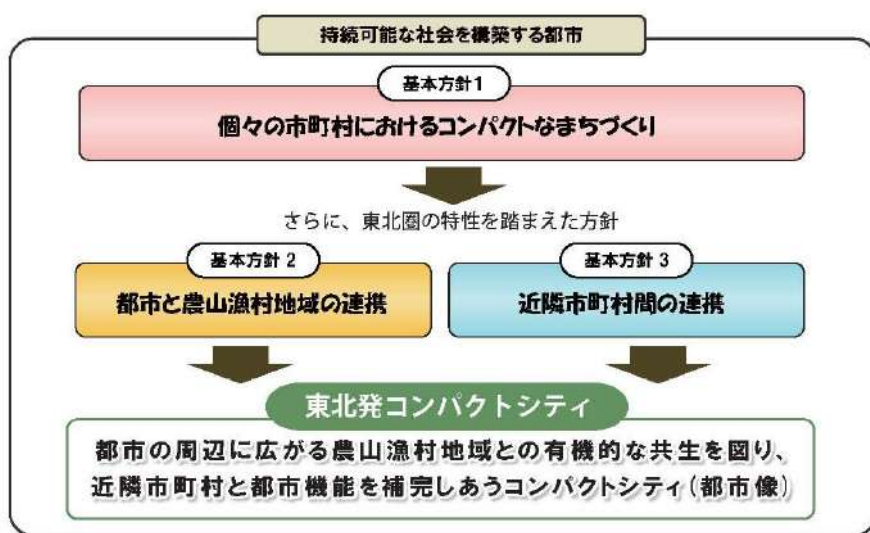 持続可能な社会を構築する都市
基本方針1
個々の市町村におけるコンパクトなまちづくり
さらに、東北圏の特性を踏まえた方針
基本方針 2
都市と農山漁村地域の連携
基本方針 3
近隣市町村間の連携
東北発コンパクトシティ
都市の周辺に広がる農山漁村地域との有機的な共生を図り、
近隣市町村と都市機能を補完しあうコンパクトシティ(都市像)